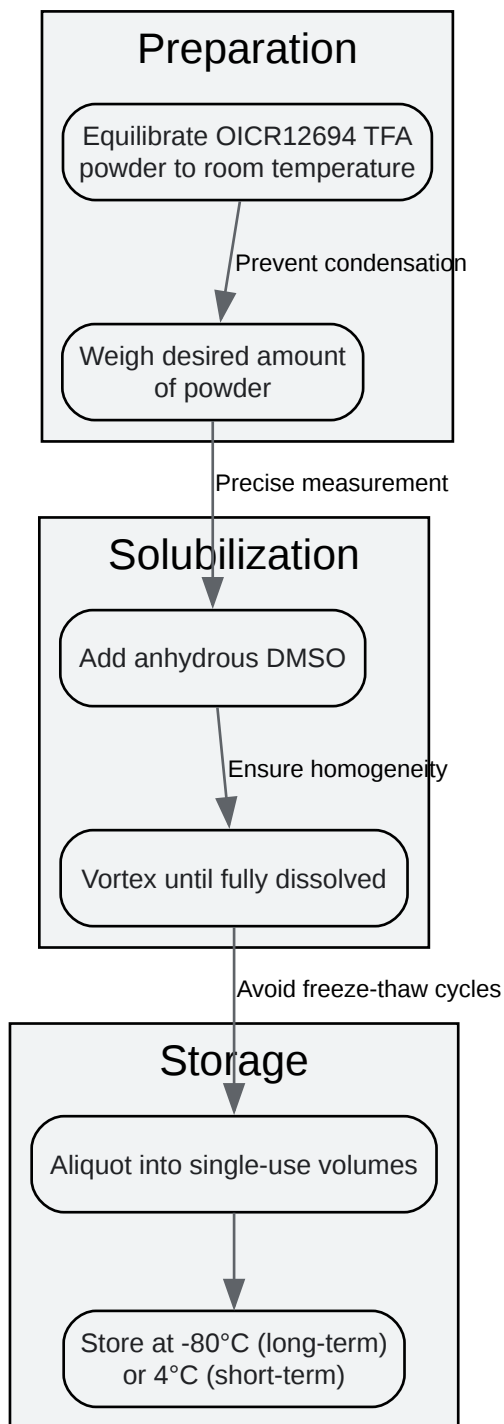 Preparation
Equilibrate OICR12694 TFA
powder to room temperature
Prevent condensation
Weigh desired amount
of powder
Precise measurement
Solubilization
Add anhydrous DMSO
Ensure homogeneity
Vortex until fully dissolved
Avoid freeze-thaw cycles
Storage
Aliquot into single-use volumes
Store at -80°C (long-term)
or 4°C (short-term)